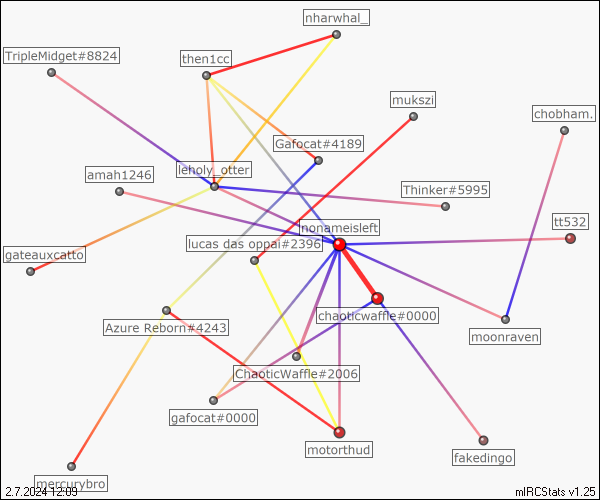 nharwhal_
TripleMidget#8824
then1cc
mukszi
chobham.
Gafocat#4189
leholy_otter
amah1246
Thinker#5995
tt532
nonameisleft
lucas das oppai#2396
gateauxcatto
chaoticwaffle#0000
Azure Reborn#4243
moonraven
ChaoticWaffle#2006
gafocat#0000
motorthud
fakedingo
mercurybro
2.7.2024 12:09
mIRCStats v1.25